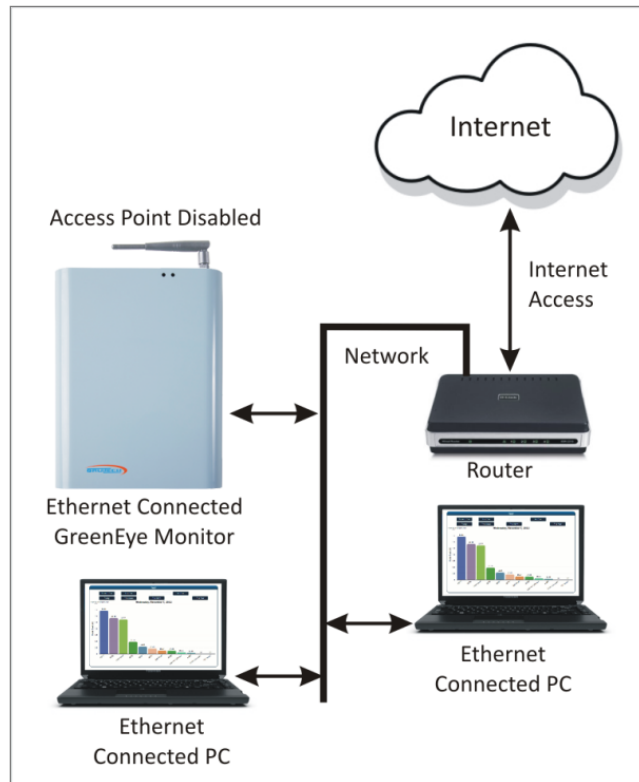 Internet
Access Point Disabled
Internet
Access
Network
Router
Ethernet Connected
GreenEye Monitor
Ethernet
Connected PC
Ethernet
Connected PC